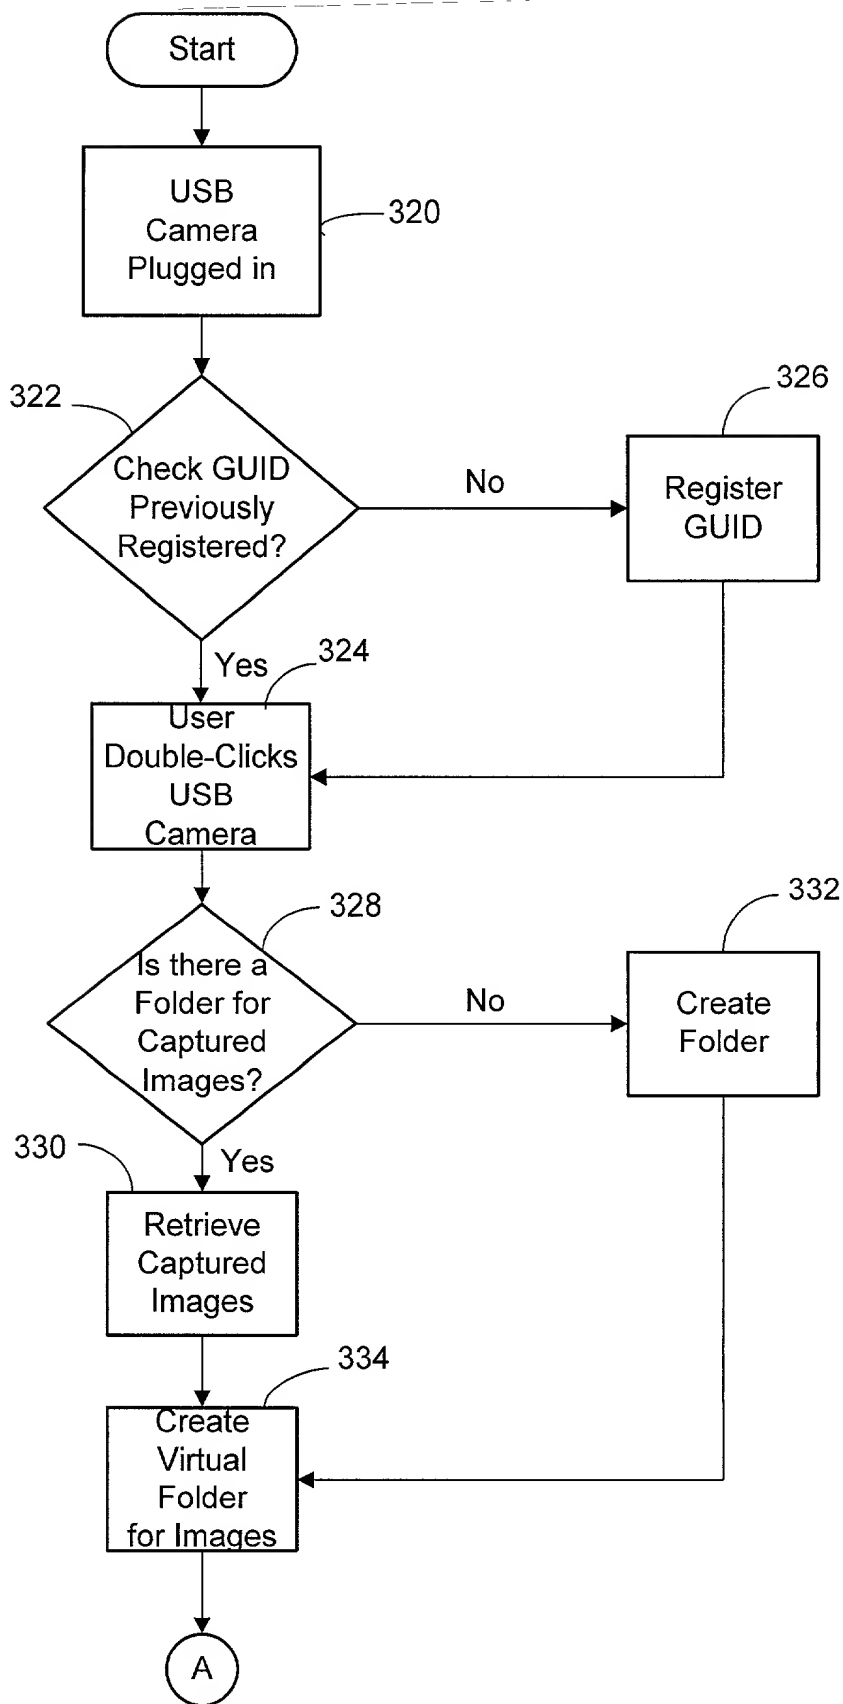 Start
USB
Camera
Plugged in
320
322
Check GUID
Previously
Registered?
No
326
Register
GUID
Yes
324
User
Double-Clicks
USB
Camera
328
Is there a
Folder for
Captured
Images?
No
332
Create
Folder
330
Yes
Retrieve
Captured
Images
334
Create
Virtual
Folder
for Images
A